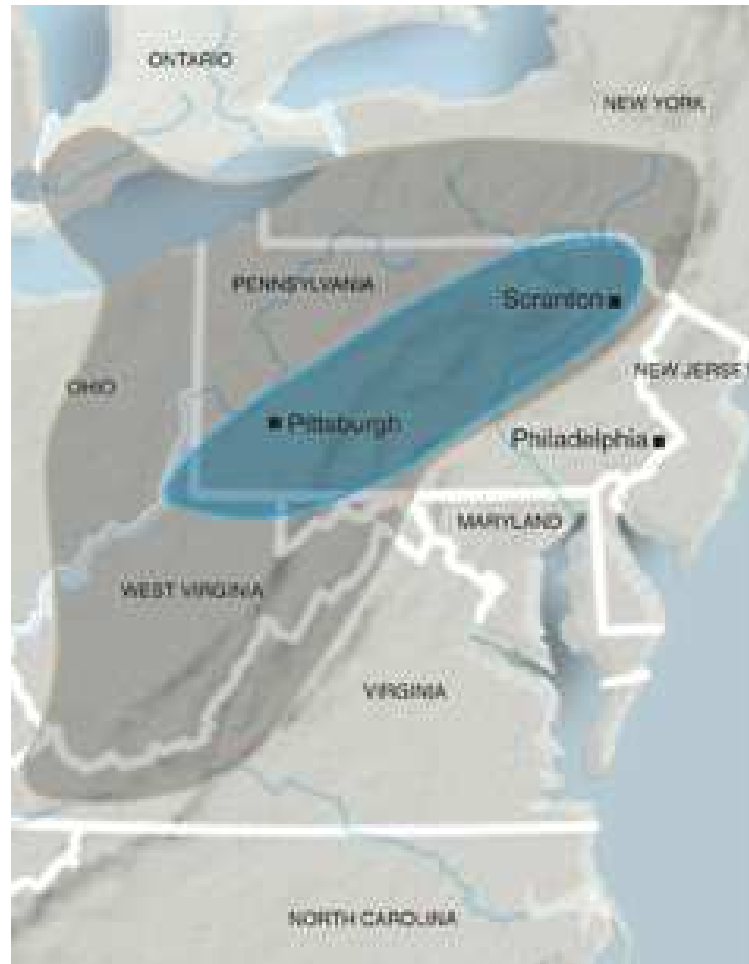 ONTARIO
NEW YORK
PENNSYLVANIA
Scranton
OHIO
NEW JERSEY
Pittsburgh
Philadelphia
MARYLAND
WEST VIRGINIA
VIRGINIA
NORTH CAROLINA